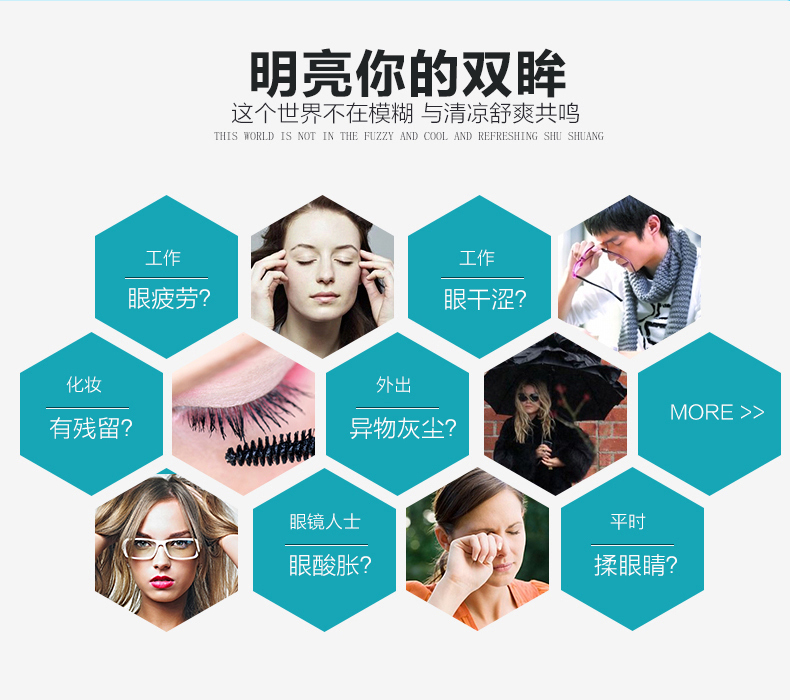 明亮你的双眸
这个世界不在模糊 与清凉舒爽共鸣
THIS WORLD IS NOT IN THE FUZZY AND COOL AND REFRESHING SHU SHUANG
工作
眼疲劳?
工作
眼干涩?
化妆
有残留?
外出
异物灰尘?
MORE >>
眼镜人士
眼酸胀?
平时
揉眼睛?